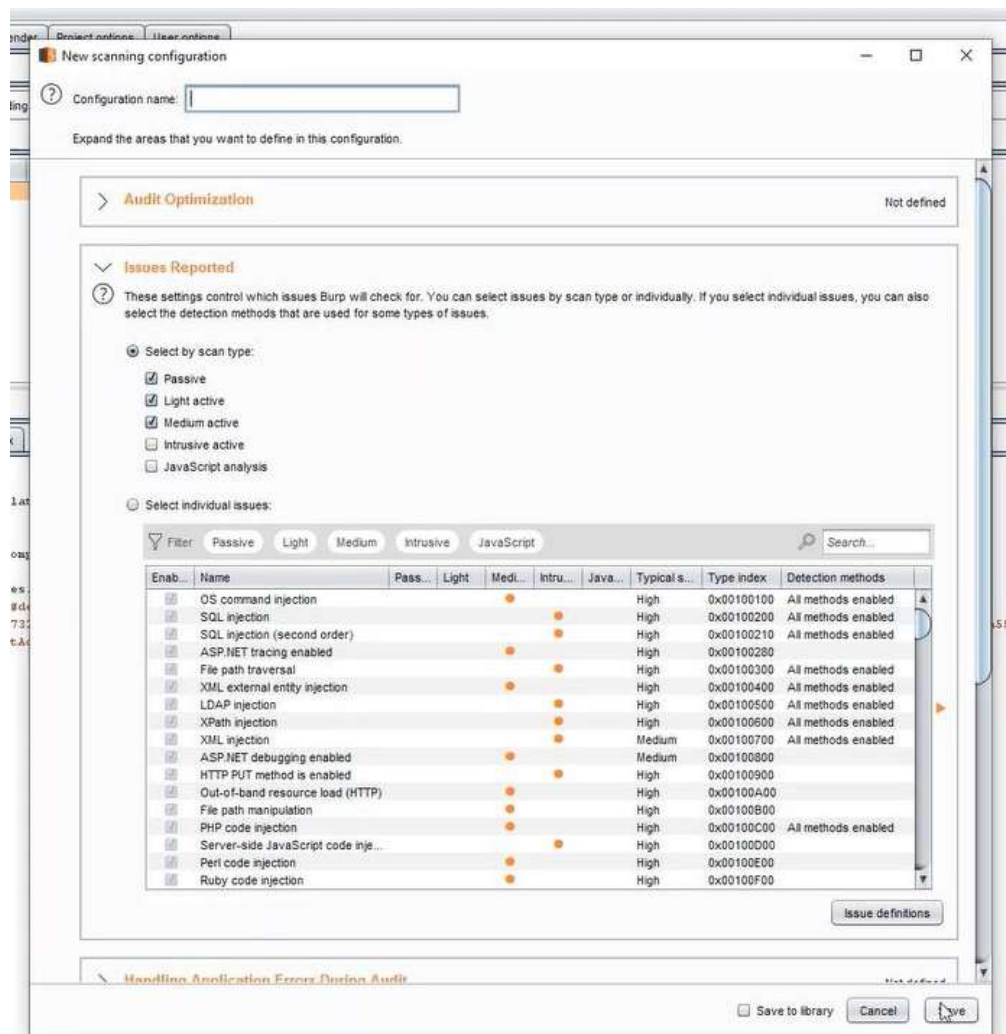 Project options User options
New scanning configuration
Configuration name:
Expand the areas that you want to define in this configuration.
Audit Optimization Not defined
Issues Reported
These settings control which issues Burp will check for. You can select issues by scan type or individually. If you select individual issues, you can also
select the detection methods that are used for some types of issues.
Select by scan type:
Passive
Light active
Medium active
Intrusive active
JavaScript analysis
Select individual issues:
Filter Passive Light Medium Intrusive JavaScript Search...
Enab... Name Pass... Light Medi... Intru... Java... Typical s... Type index Detection methods
OS command injection High 0x00100100 All methods enabled
SQL injection High 0x00100200 All methods enabled
SQL injection (second order) High 0x00100210 All methods enabled
ASP.NET tracing enabled High 0x00100280
File path traversal High 0x00100300 All methods enabled
XML external entity injection High 0x00100400 All methods enabled
LDAP injection High 0x00100500 All methods enabled
XPath injection High 0x00100600 All methods enabled
XML injection Medium 0x00100700 All methods enabled
ASP.NET debugging enabled Medium 0x00100800
HTTP PUT method is enabled High 0x00100900
Out-of-band resource load (HTTP) High 0x00100A00
File path manipulation High 0x00100B00
PHP code injection High 0x00100C00 All methods enabled
Server-side JavaScript code inje... High 0x00100D00
Perl code injection High 0x00100E00
Ruby code injection High 0x00100F00
Issue definitions
Handling Application Errors During Audit Not defined
Save to library Cancel